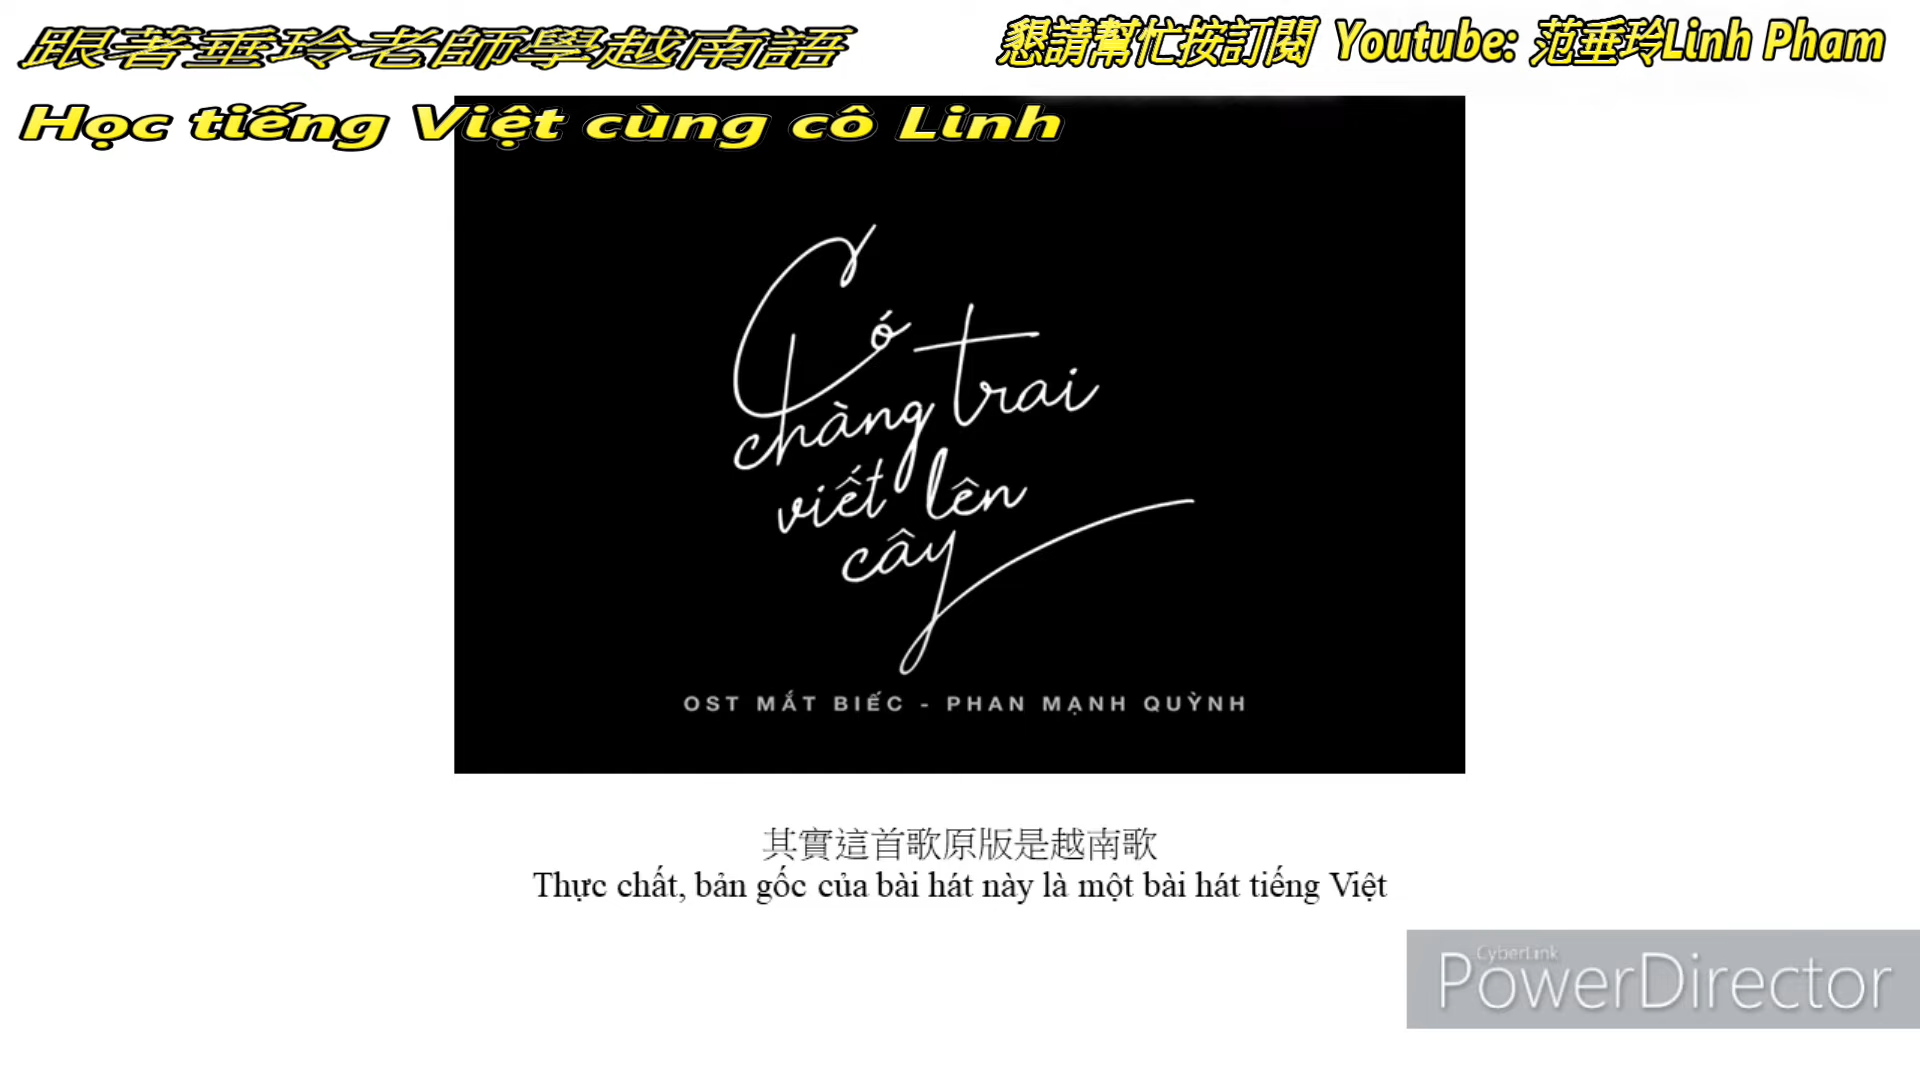 跟著垂玲老師學越南語
懇請幫忙按訂閱 Youtube: 范垂玲Linh Pham
Học tiếng Việt cùng cô Linh
Có
chàng trai
viết lên
cây
OST MẮT BIẾC - PHAN MẠNH QUỲNH
其實這首歌原版是越南歌
Thực chất, bản gốc của bài hát này là một bài hát tiếng Việt
CyberLink
PowerDirector